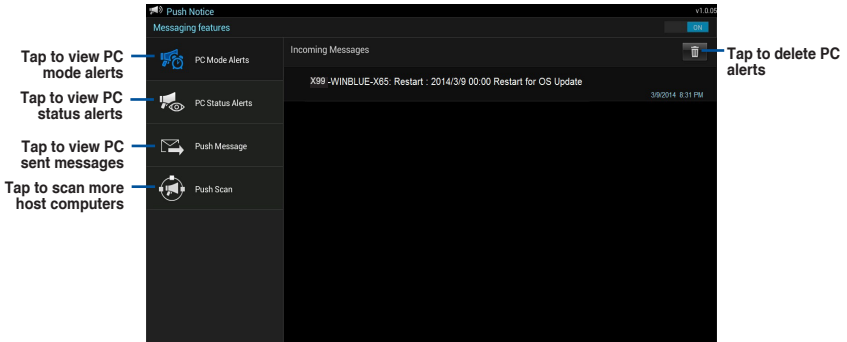 Push Notice
v1.0.05
Messaging features
ON
PC Mode Alerts
PC Status Alerts
Push Message
Push Scan
Incoming Messages
X99 -WINBLUE-X65: Restart : 2014/3/9 00:00 Restart for OS Update
3/9/2014 8:31 PM
Tap to view PC
mode alerts
Tap to view PC
status alerts
Tap to view PC
sent messages
Tap to scan more
host computers
Tap to delete PC
alerts